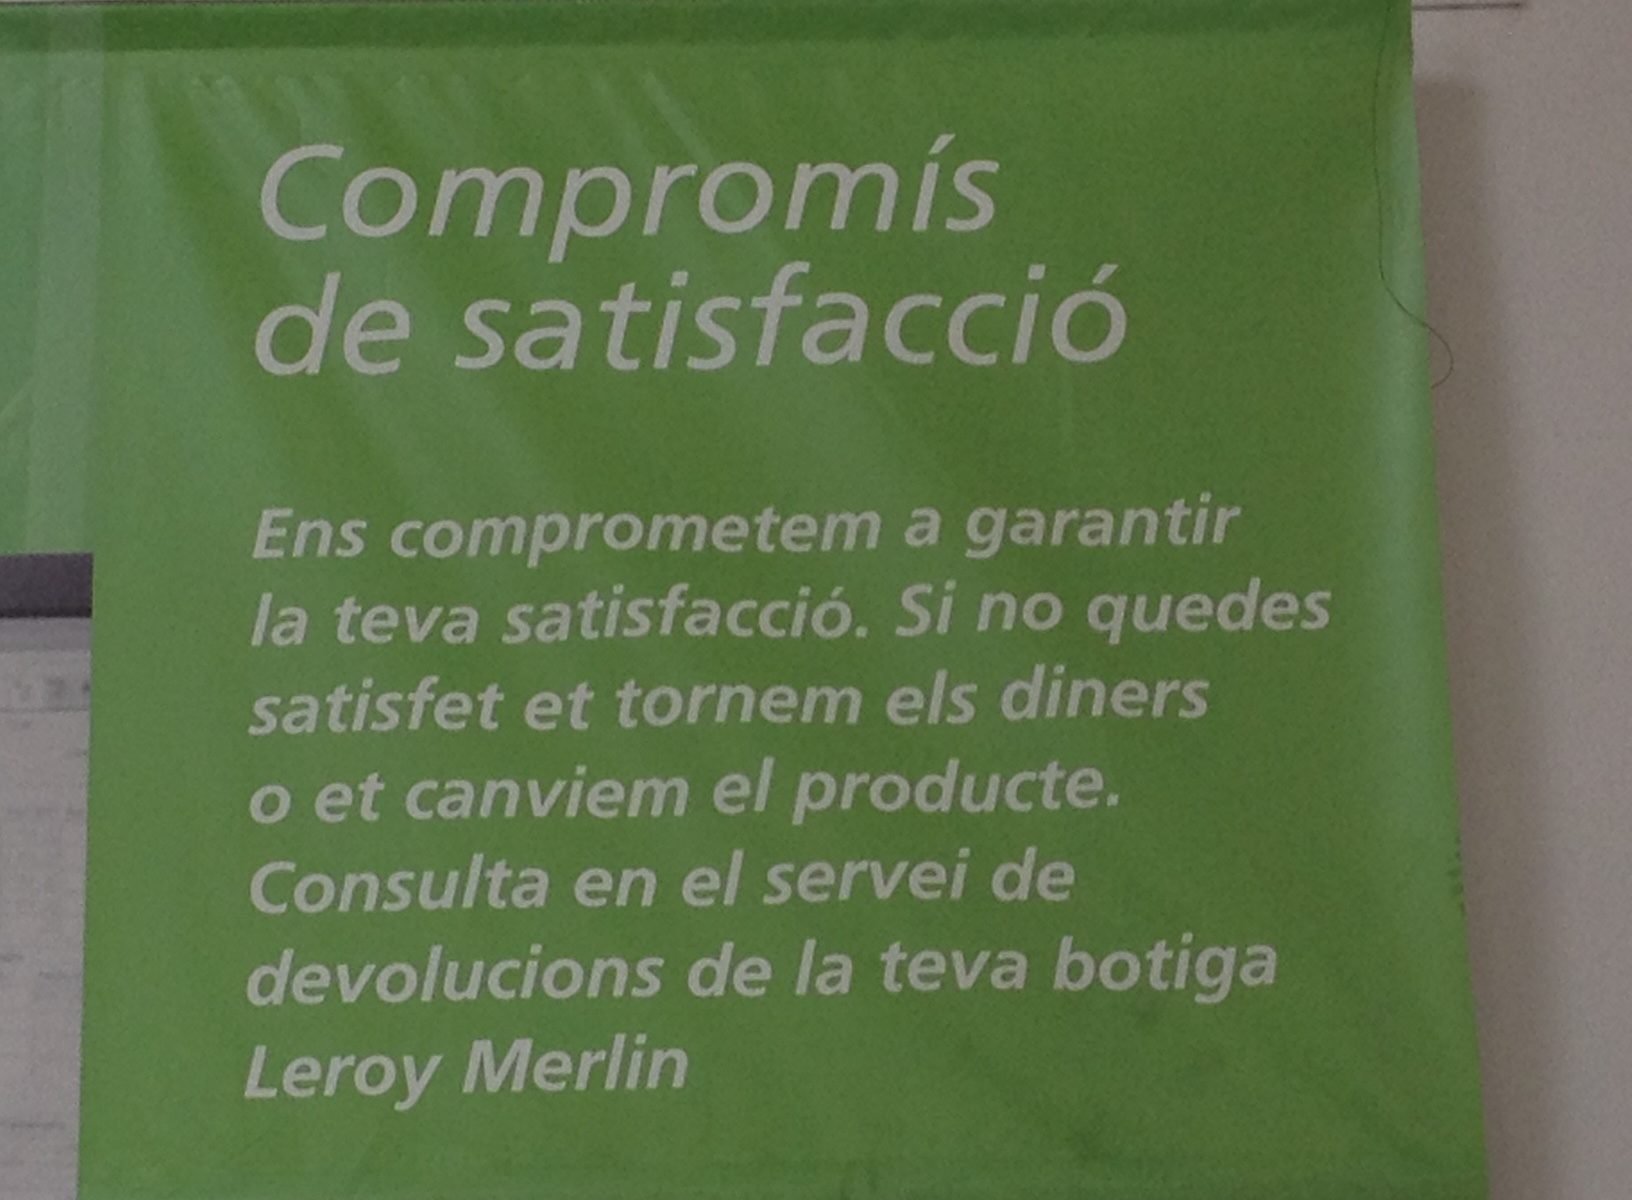 Compromís
de satisfacció
Ens comprometem a garantir
la teva satisfacció. Si no quedes
satisfet et tornem els diners
o et canviem el producte.
Consulta en el servei de
devolucions de la teva botiga
Leroy Merlin